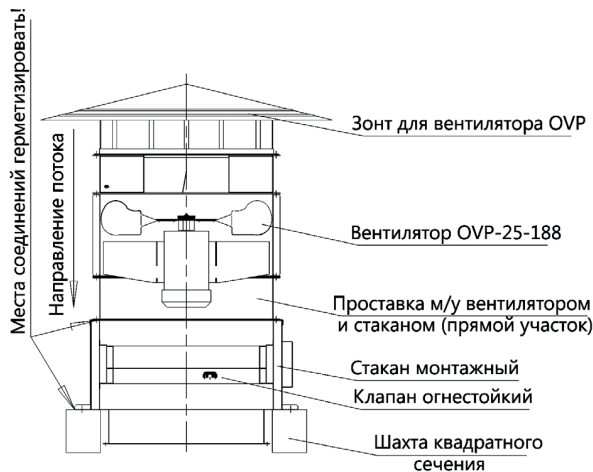 Места соединений герметизировать!
Направление потока
Зонт для вентилятора OVP
Вентилятор OVP-25-188
Проставка м/у вентилятором
и стаканом (прямой участок)
Стакан монтажный
Клапан огнестойкий
Шахта квадратного
сечения